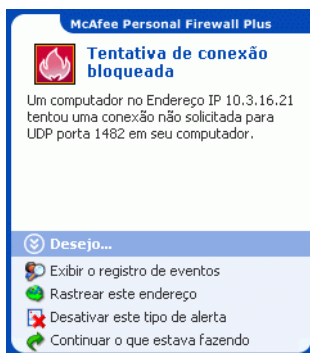 McAfee Personal Firewall Plus
Tentativa de conexão
bloqueada
Um computador no Endereço IP 10.3.16.21
tentou uma conexão não solicitada para
UDP porta 1482 em seu computador.
Desejo...
Exibir o registro de eventos
Rastrear este endereço
Desativar este tipo de alerta
Continuar o que estava fazendo